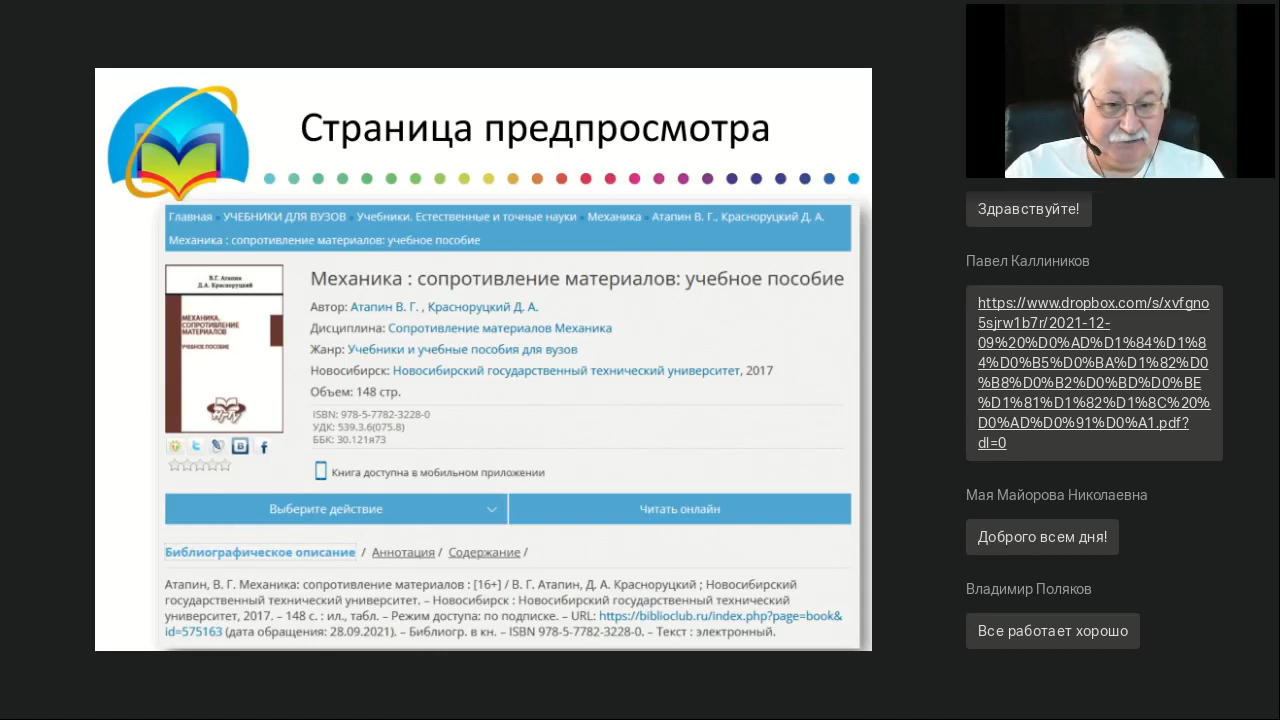 Страница предпросмотра
Главная » УЧЕБНИКИ ДЛЯ ВУЗОВ » Учебники. Естественные и точные науки » Механика » Атапин В. Г., Красноруцкий Д. А.
Механика : сопротивление материалов: учебное пособие
В.Г. Атапин
Д.А. Красноруцкий
МЕХАНИКА.
СОПРОТИВЛЕНИЕ
МАТЕРИАЛОВ
УЧЕБНОЕ ПОСОБИЕ
Механика : сопротивление материалов: учебное пособие
Автор: Атапин В. Г. , Красноруцкий Д. А.
Дисциплина: Сопротивление материалов Механика
Жанр: Учебники и учебные пособия для вузов
Новосибирск: Новосибирский государственный технический университет, 2017
Объем: 148 стр.
ISBN: 978-5-7782-3228-0
УДК: 539.3.6(075.8)
ББК: 30.121я73
Книга доступна в мобильном приложении
Выберите действие
Читать онлайн
Библиографическое описание / Аннотация / Содержание /
Атапин, В. Г. Механика: сопротивление материалов : [16+] / В. Г. Атапин, Д. А. Красноруцкий ; Новосибирский
государственный технический университет. – Новосибирск : Новосибирский государственный технический
университет, 2017. – 148 с. : ил., табл. – Режим доступа: по подписке. – URL: https://biblioclub.ru/index.php?page=book&
id=575163 (дата обращения: 28.09.2021). – Библиогр. в кн. – ISBN 978-5-7782-3228-0. – Текст : электронный.
Здравствуйте!
Павел Каллиников
https://www.dropbox.com/s/xvfgno
5sjrw1b7r/2021-12-
09%20%D0%AD%D1%84%D1%8
4%D0%B5%D0%BA%D1%82%D0
%B8%D0%B2%D0%BD%D0%BE
%D1%81%D1%82%D1%8C%20%
D0%AD%D0%91%D0%A1.pdf?
dl=0
Мая Майорова Николаевна
Доброго всем дня!
Владимир Поляков
Все работает хорошо